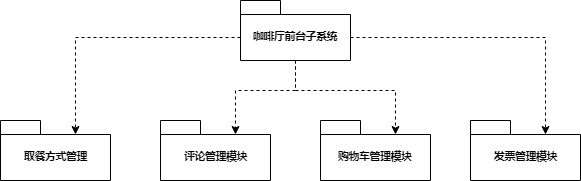 咖啡厅前台子系统
取餐方式管理
评论管理模块
购物车管理模块
发票管理模块